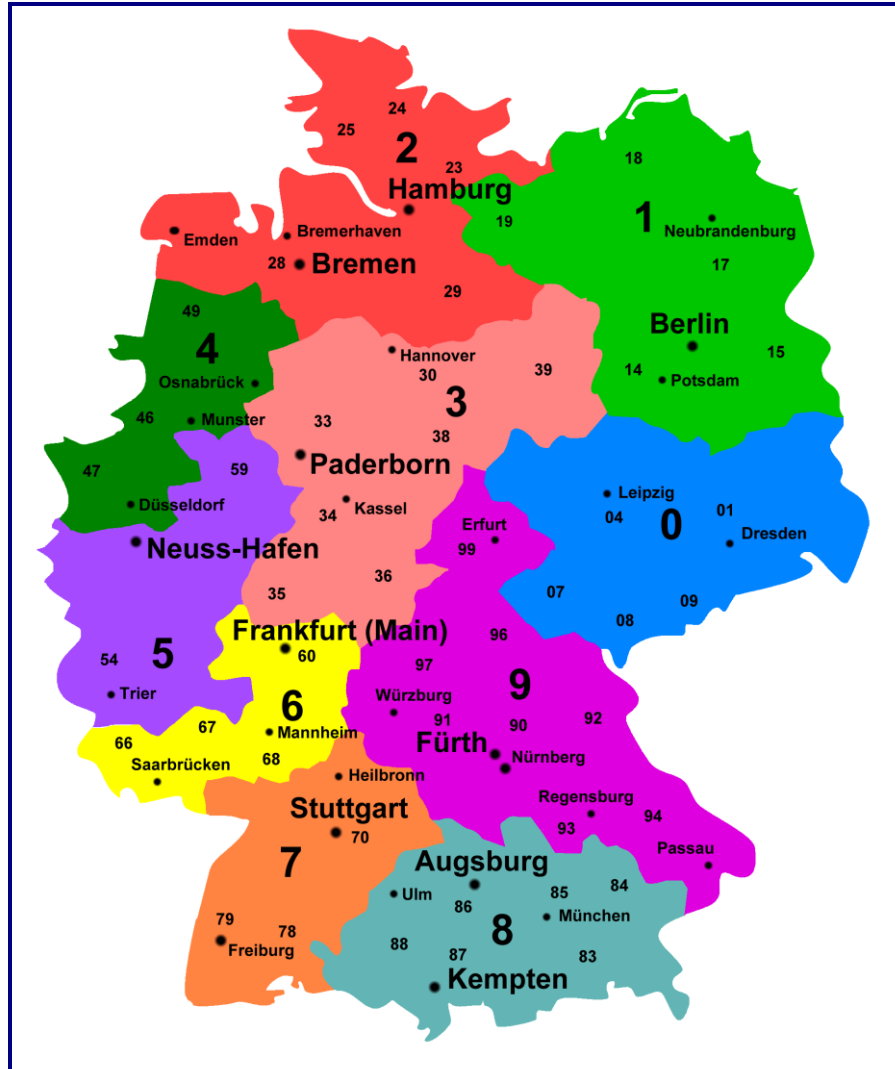 24
25
2
18
23
Hamburg
19
1
Neubrandenburg
Emden
Bremerhaven
28
Bremen
17
29
49
4
Berlin
Hannover
30
39
15
Osnabrück
14
Potsdam
3
46
Munster
33
38
47
59
Paderborn
Leipzig
Düsseldorf
34
Kassel
04
01
0
Erfurt
Dresden
Neuss-Hafen
99
36
35
07
09
08
Frankfurt (Main)
60
96
54
5
97
9
Trier
Würzburg
6
91
90
92
67
66
Mannheim
Fürth
Nürnberg
68
Saarbrücken
Heilbronn
Regensburg
Stuttgart
70
94
93
Passau
7
Augsburg
Ulm
85
84
86
79
78
München
8
Freiburg
88
87
83
Kempten